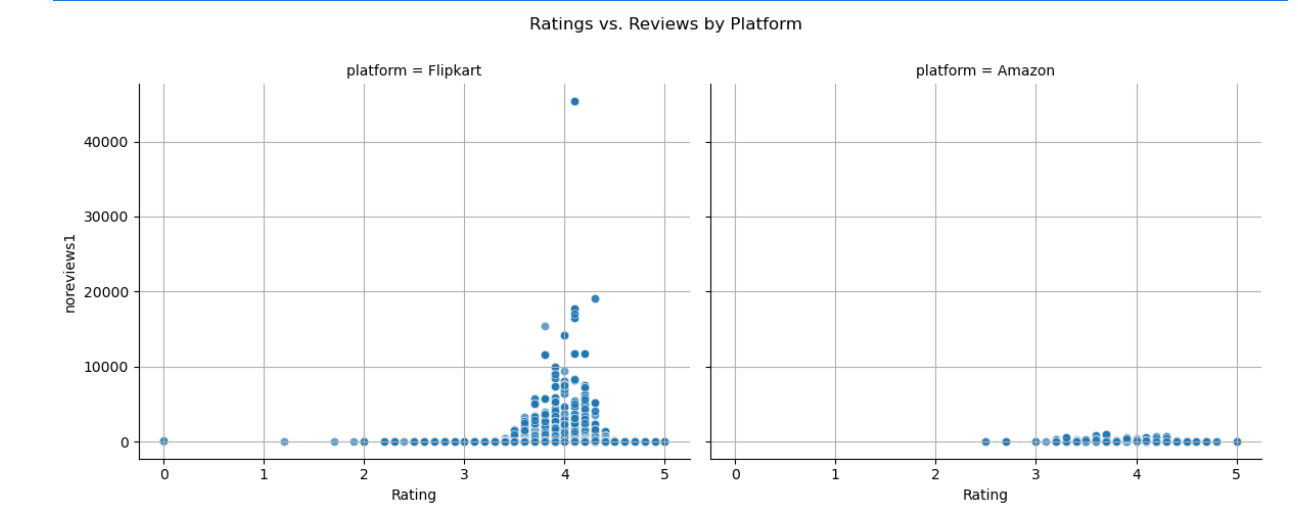 Ratings vs. Reviews by Platform
platform = Flipkart
platform = Amazon
noreviews1
40000
30000
20000
10000
0
0 1 2 3 4 5
0 1 2 3 4 5
Rating
Rating